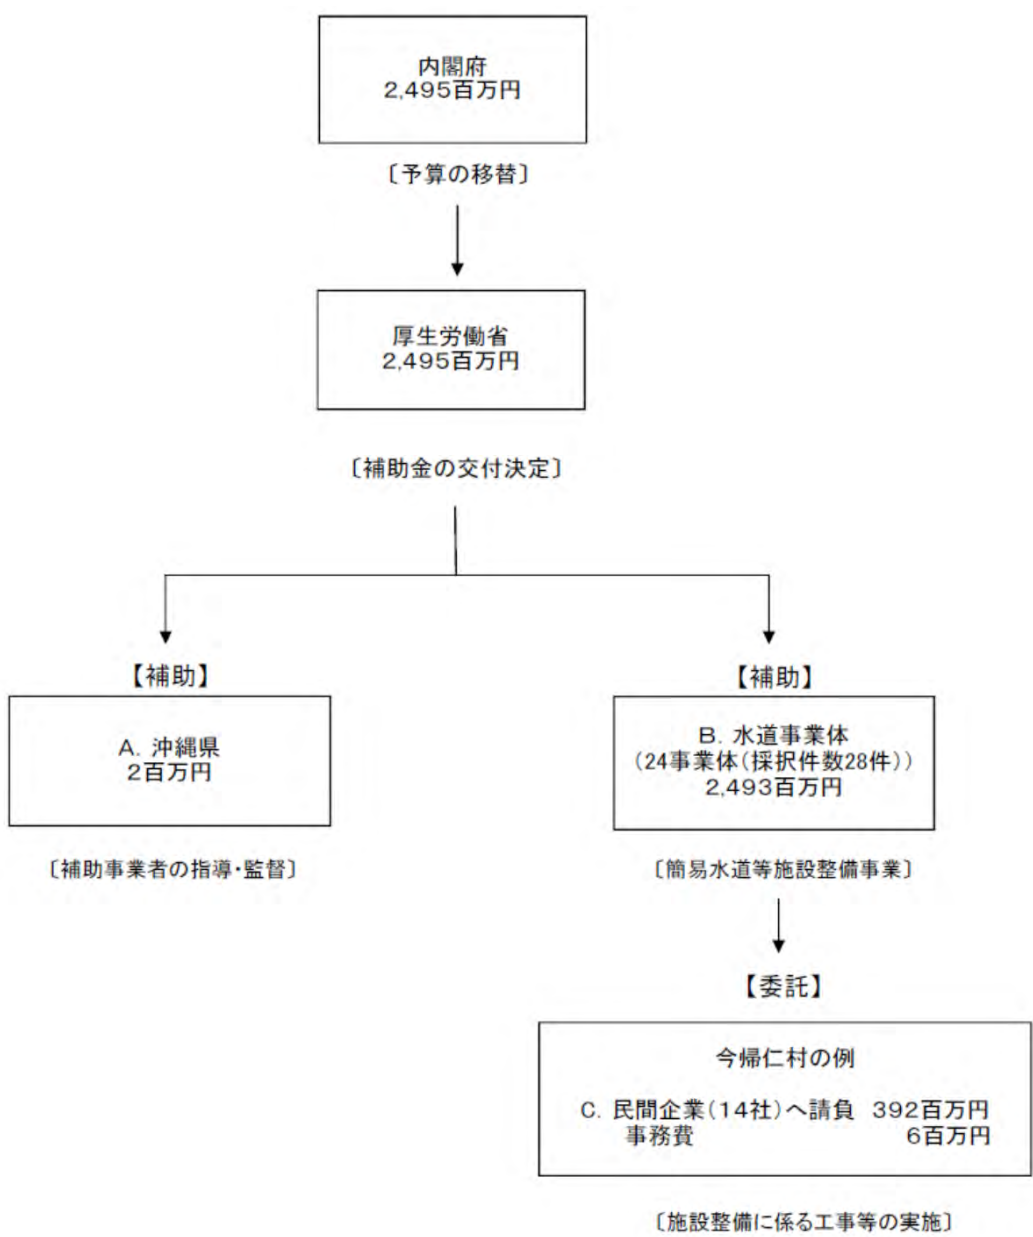 内閣府
2,495百万円
〔予算の移替〕
厚生労働省
2,495百万円
〔補助金の交付決定〕
【補助】
A. 沖縄県
2百万円
〔補助事業者の指導・監督〕
【補助】
B. 水道事業体
(24事業体(採択件数28件))
2,493百万円
〔簡易水道等施設整備事業〕
【委託】
今帰仁村の例
C. 民間企業(14社)へ請負 392百万円
事務費 6百万円
〔施設整備に係る工事等の実施〕